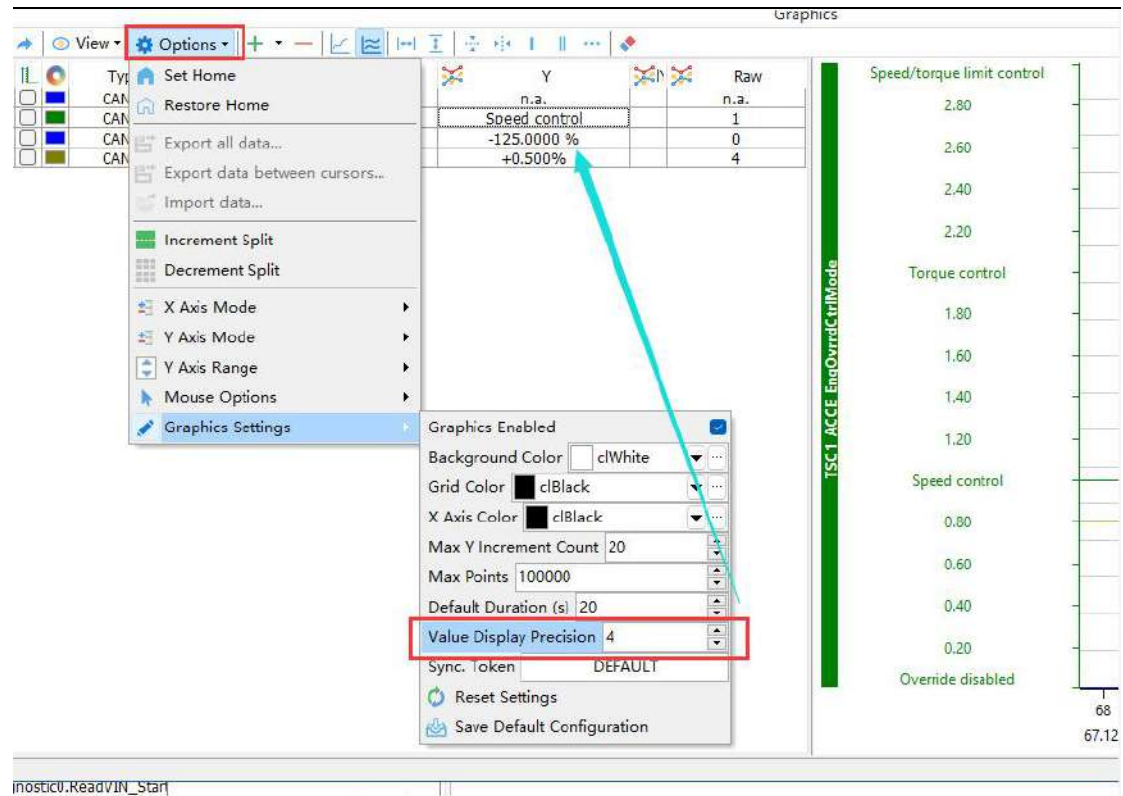 Graphics
View
Options
Typ
Y
Raw
CAN
n.a.
n.a.
CAN
Speed control
1
CAN
-125.0000 %
0
CAN
+0.500%
4
Set Home
Restore Home
Export all data...
Export data between cursors...
Import data...
Increment Split
Decrement Split
X Axis Mode
Y Axis Mode
Y Axis Range
Mouse Options
Graphics Settings
Graphics Enabled
Background Color clWhite
Grid Color clBlack
X Axis Color clBlack
Max Y Increment Count 20
Max Points 100000
Default Duration (s) 20
Value Display Precision 4
Sync. Token DEFAULT
Reset Settings
Save Default Configuration
TSC1_ACCE_EngOvrrdCtrlMode
Speed/torque limit control
2.80
2.60
2.40
2.20
Torque control
1.80
1.60
1.40
1.20
Speed control
0.80
0.60
0.40
0.20
Override disabled
68
67.12
gnostic0.ReadVIN_Start